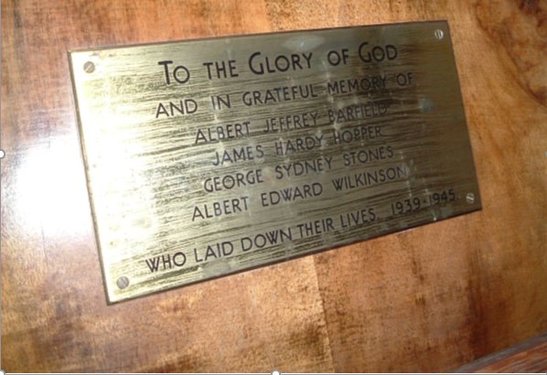 TO THE GLORY OF GOD
AND IN GRATEFUL MEMORY OF
ALBERT JEFFREY BARFIELD
JAMES HARDY HOPPER
GEORGE SYDNEY STONES
ALBERT EDWARD WILKINSON
WHO LAID DOWN THEIR LIVES 1939-1945